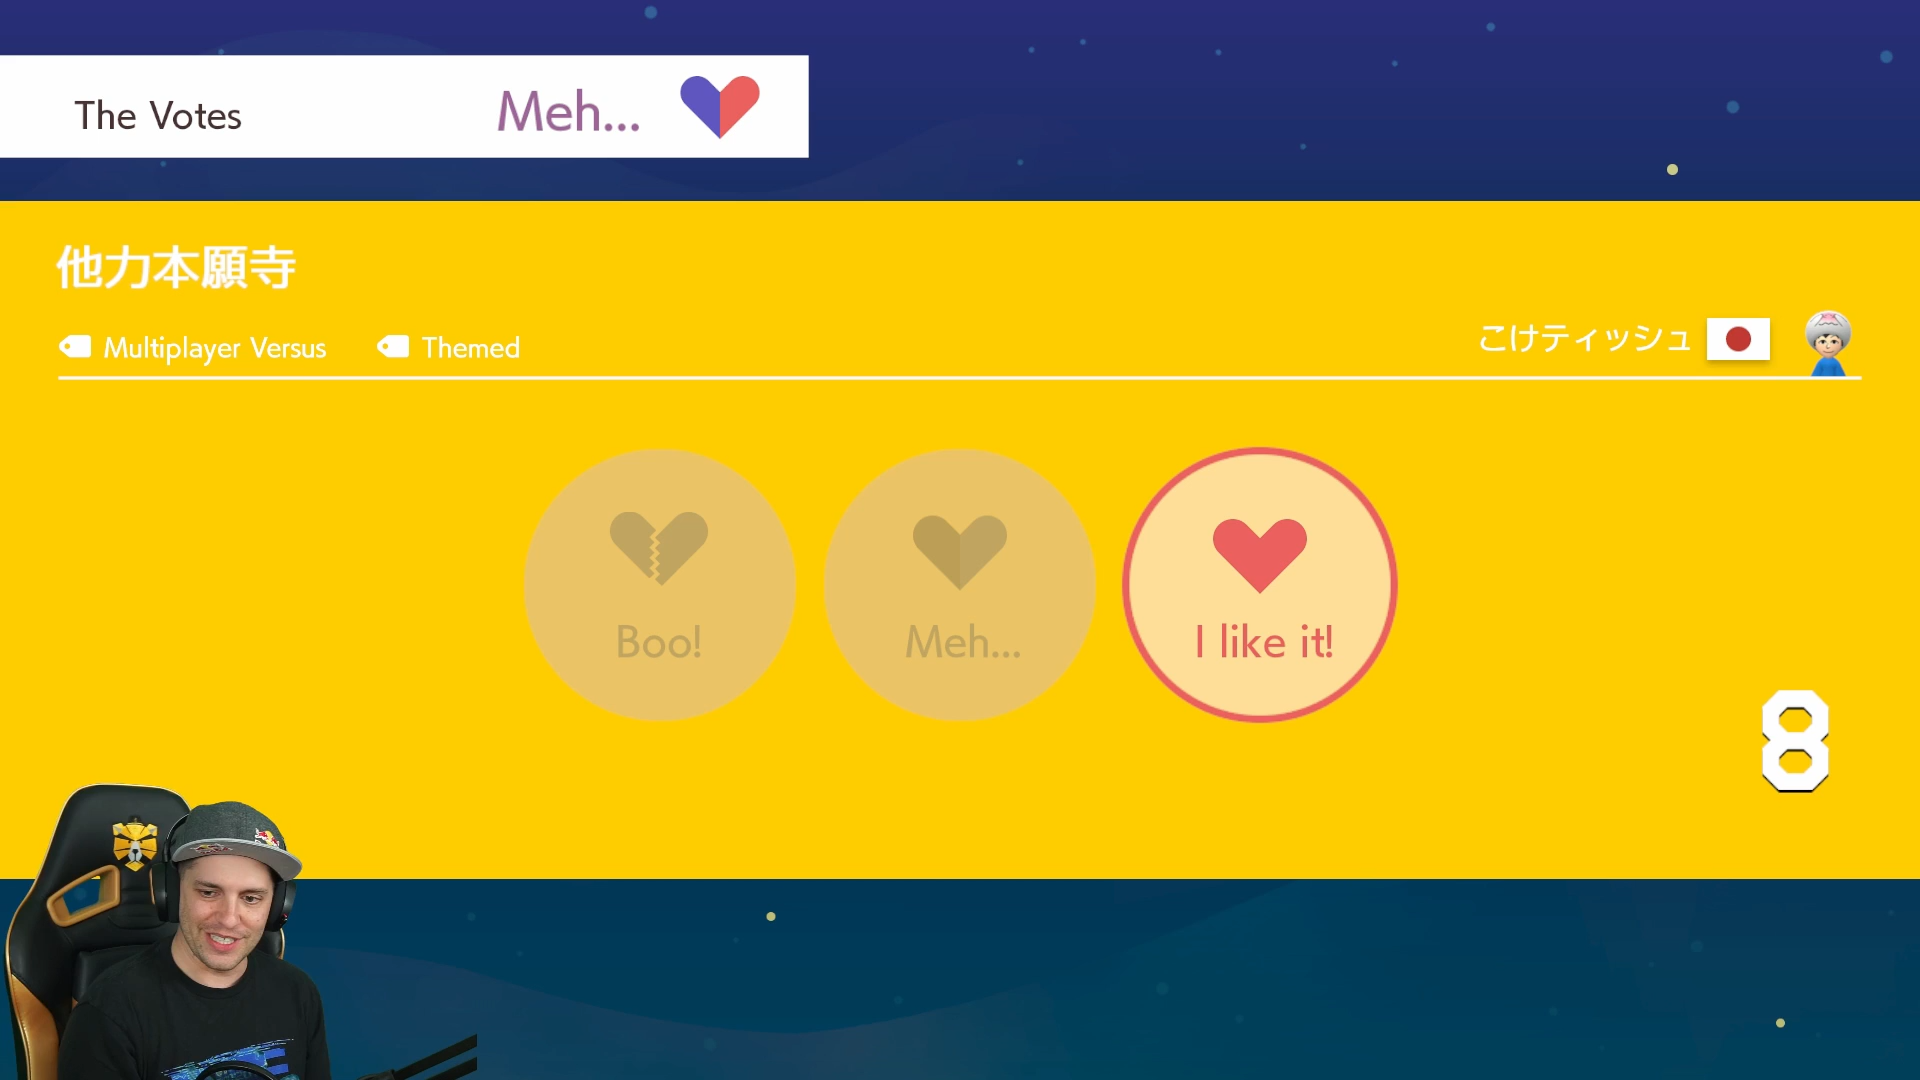 The Votes
Meh...
他力本願寺
Multiplayer Versus
Themed
こけティッシュ
Boo!
Meh...
I like it!
8